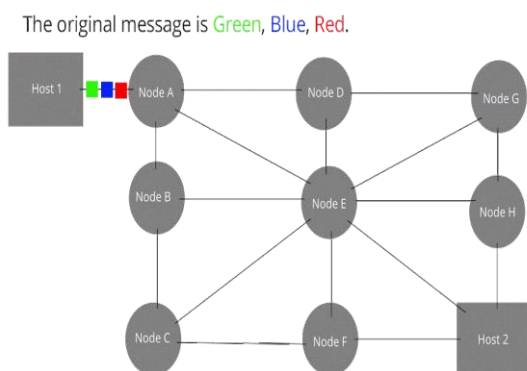 The original message is Green, Blue, Red.
Host 1
Node A
Node D
Node G
Node B
Node E
Node H
Node C
Node F
Host 2